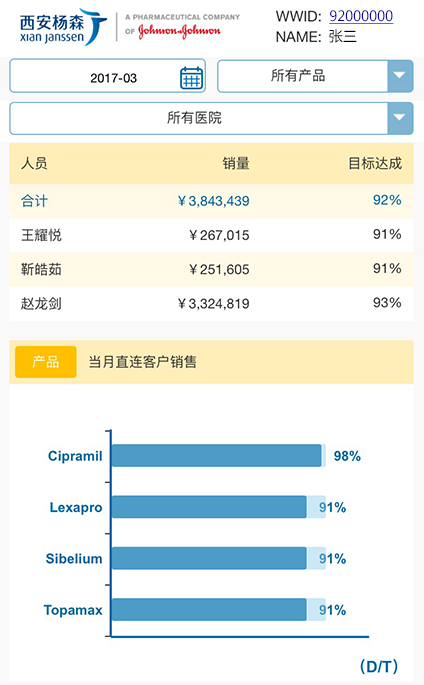 西安杨森
xian janssen
A PHARMACEUTICAL COMPANY
OF Johnson & Johnson
WWID: 92000000
NAME: 张三
2017-03
所有产品
所有医院
人员 销量 目标达成
合计 ¥3,843,439 92%
王耀悦 ¥267,015 91%
靳皓茹 ¥251,605 91%
赵龙剑 ¥3,324,819 93%
产品 当月直连客户销售
Cipramil 98%
Lexapro 91%
Sibelium 91%
Topamax 91%
(D/T)